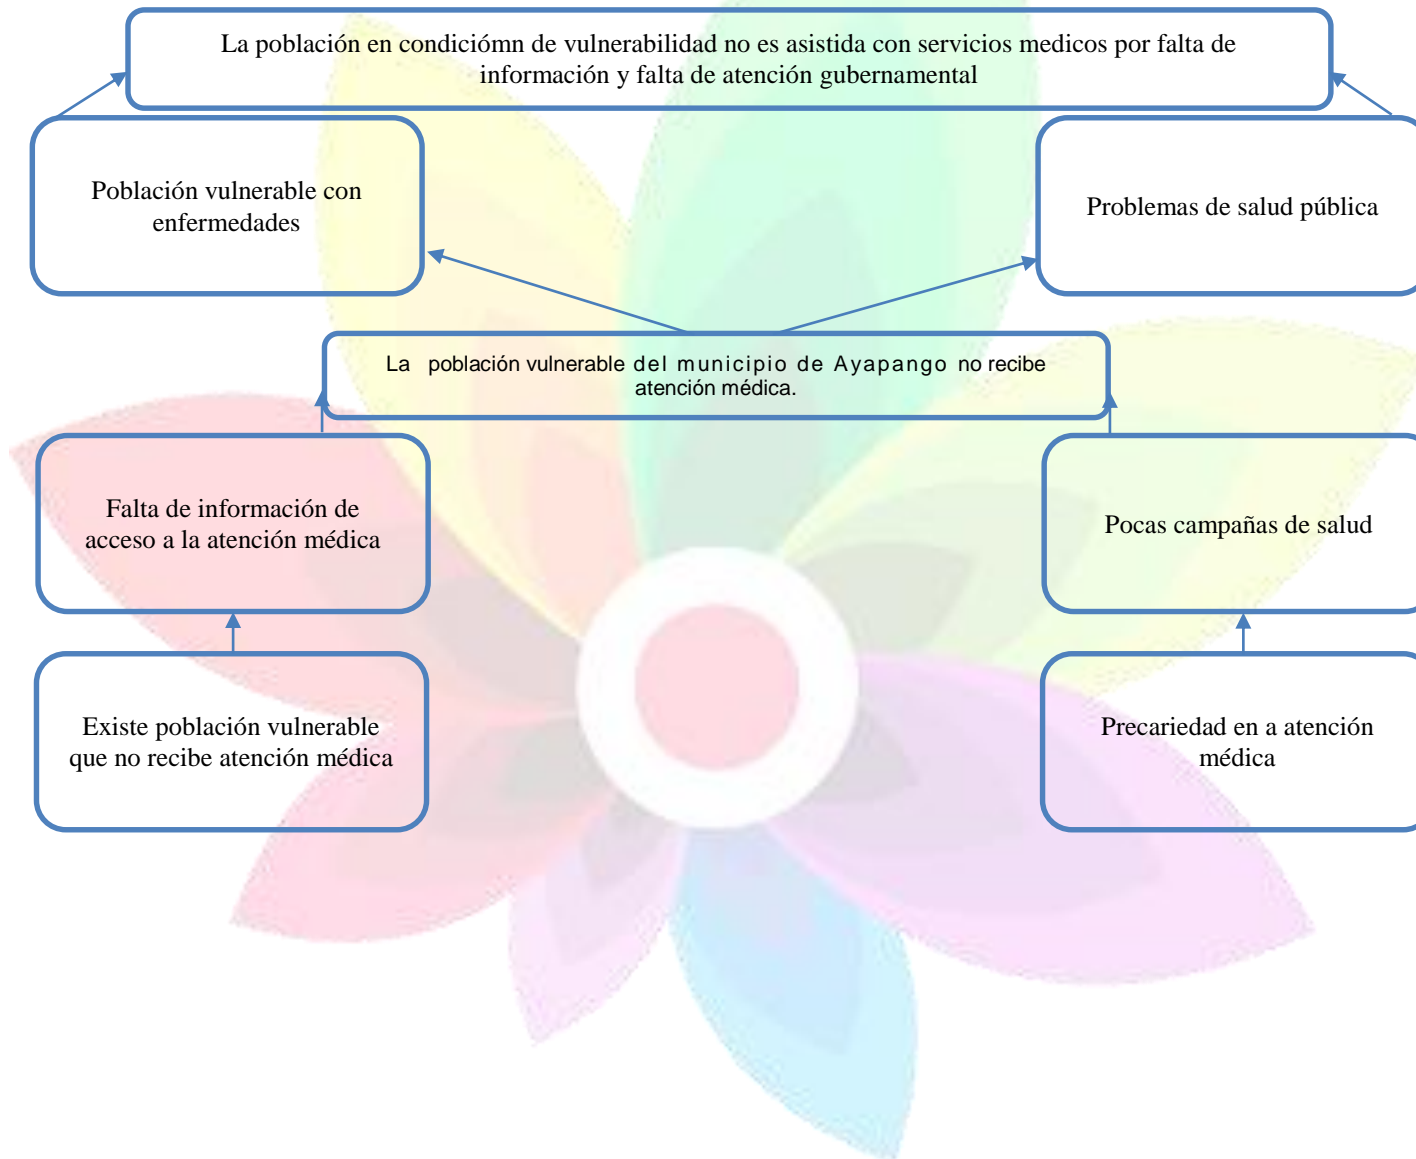 La población en condiciómn de vulnerabilidad no es asistida con servicios medicos por falta de
información y falta de atención gubernamental
Población vulnerable con
enfermedades
Problemas de salud pública
La población vulnerable del municipio de Ayapango no recibe
atención médica.
Falta de información de
acceso a la atención médica
Pocas campañas de salud
Existe población vulnerable
que no recibe atención médica
Precariedad en a atención
médica